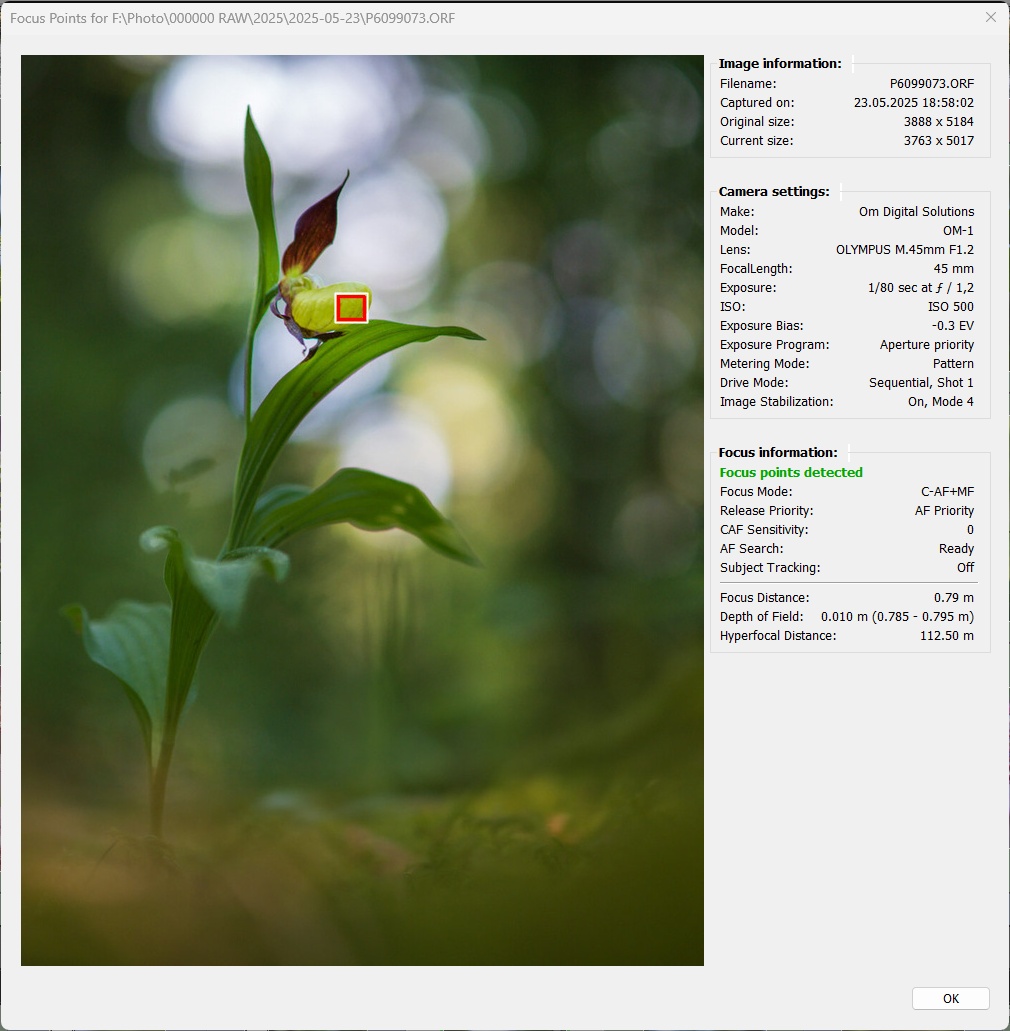 Focus Points for F:\Photo\000000 RAW\2025\2025-05-23\P6099073.ORF
Image information:
Filename: P6099073.ORF
Captured on: 23.05.2025 18:58:02
Original size: 3888 x 5184
Current size: 3763 x 5017
Camera settings:
Make: Om Digital Solutions
Model: OM-1
Lens: OLYMPUS M.45mm F1.2
FocalLength: 45 mm
Exposure: 1/80 sec at ƒ / 1,2
ISO: ISO 500
Exposure Bias: -0.3 EV
Exposure Program: Aperture priority
Metering Mode: Pattern
Drive Mode: Sequential, Shot 1
Image Stabilization: On, Mode 4
Focus information:
Focus points detected
Focus Mode: C-AF+MF
Release Priority: AF Priority
CAF Sensitivity: 0
AF Search: Ready
Subject Tracking: Off
Focus Distance: 0.79 m
Depth of Field: 0.010 m (0.785 - 0.795 m)
Hyperfocal Distance: 112.50 m
OK